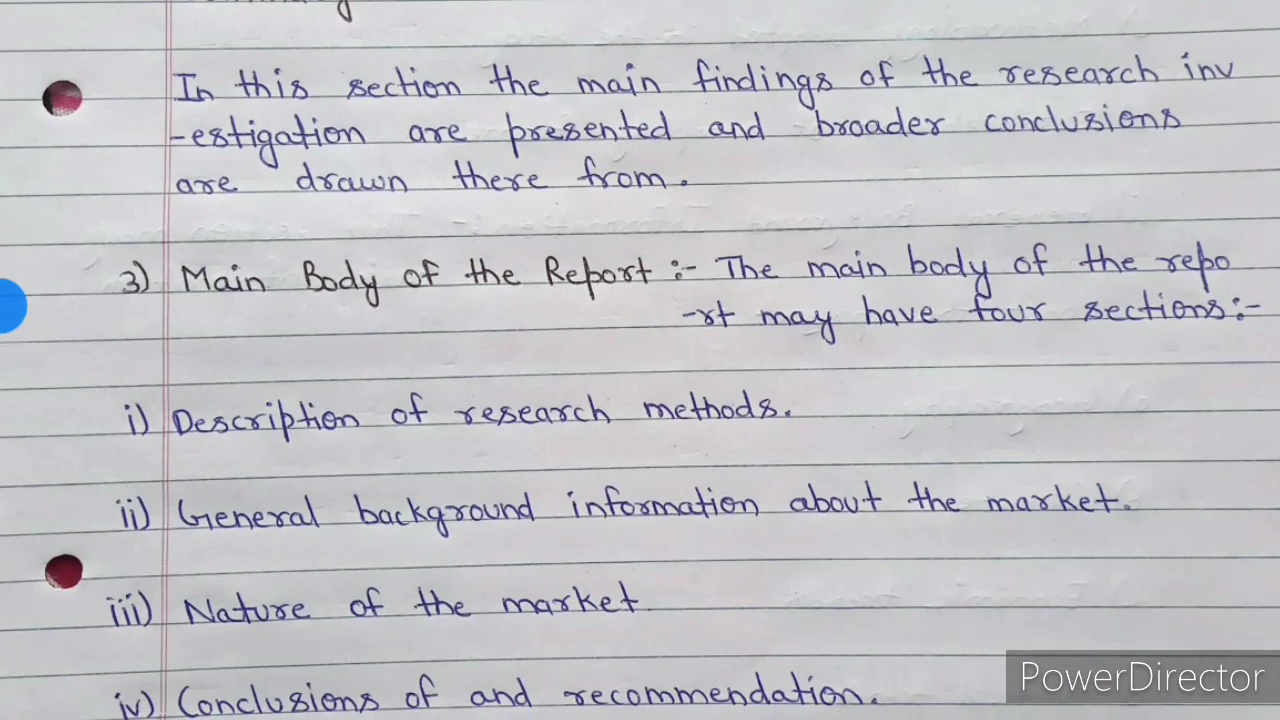 In this section the main findings of the research inv
-estigation are presented and broader conclusions
are drawn there from.
3) Main Body of the Report :- The main body of the repo
-rt may have four sections:-
i) Description of research methods.
ii) General background information about the market.
iii) Nature of the market
iv) Conclusions of and recommendation.
PowerDirector